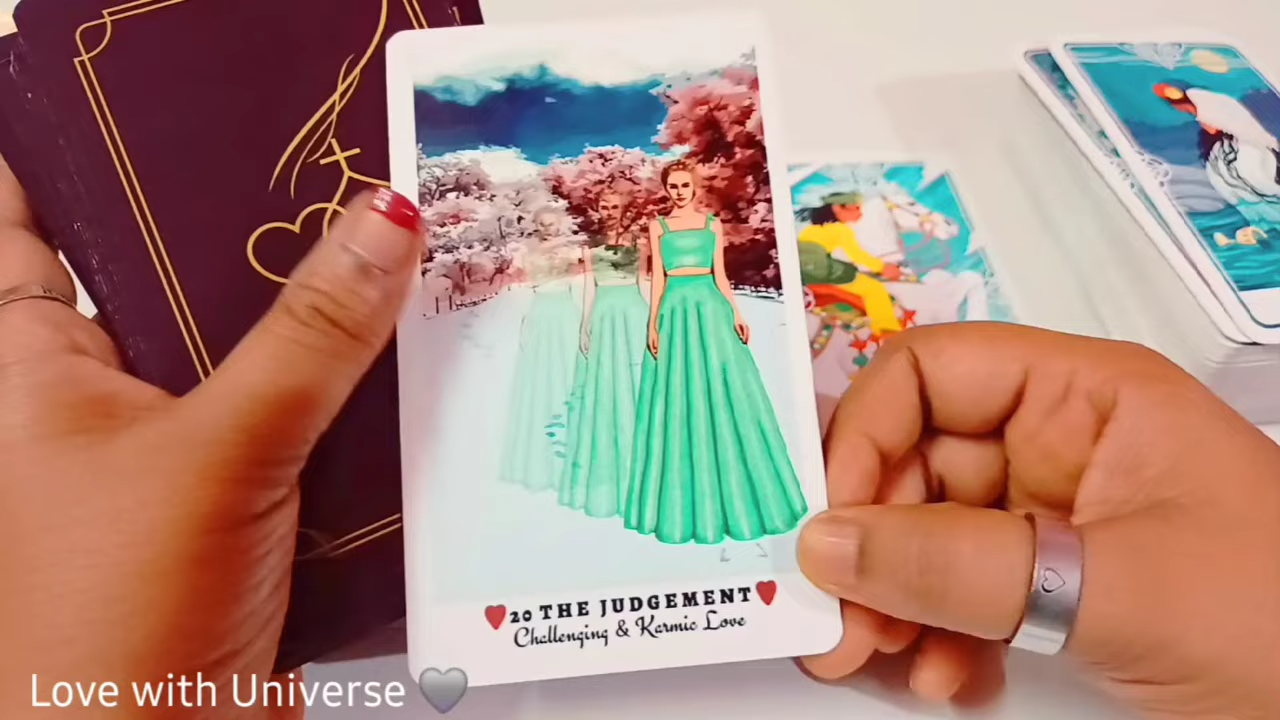 ♥20 THE JUDGEMENT♥
Challenging & Karmic Love
Love with Universe 🩶